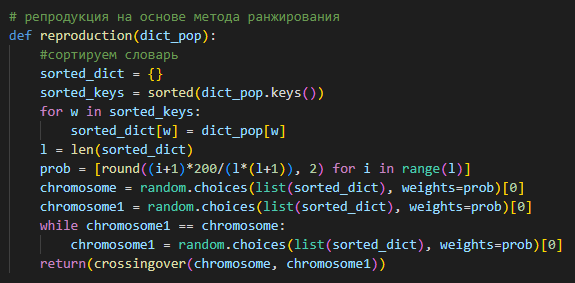 # репродукция на основе метода ранжирования
def reproduction(dict_pop):
    #сортируем словарь
    sorted_dict = {}
    sorted_keys = sorted(dict_pop.keys())
    for w in sorted_keys:
        sorted_dict[w] = dict_pop[w]
    l = len(sorted_dict)
    prob = [round((i+1)*200/(l*(l+1)), 2) for i in range(l)]
    chromosome = random.choices(list(sorted_dict), weights=prob)[0]
    chromosome1 = random.choices(list(sorted_dict), weights=prob)[0]
    while chromosome1 == chromosome:
        chromosome1 = random.choices(list(sorted_dict), weights=prob)[0]
    return(crossingover(chromosome, chromosome1))